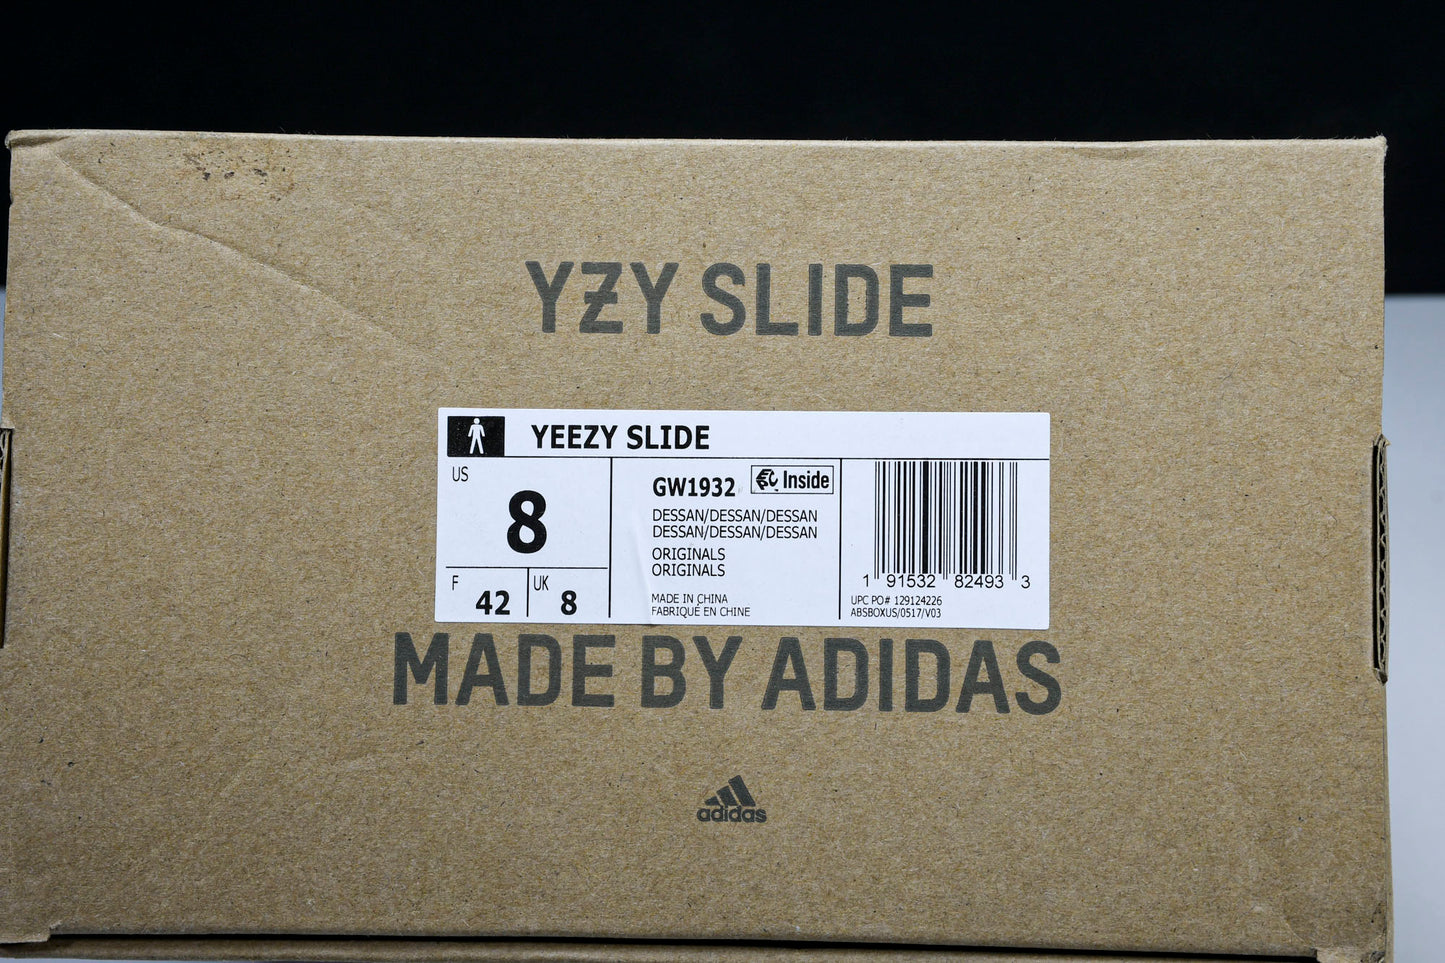 YZY SLIDE
YEEZY SLIDE
US
8
F
42
UK
8
GW1932
Inside
DESSAN/DESSAN/DESSAN
DESSAN/DESSAN/DESSAN
ORIGINALS
ORIGINALS
MADE IN CHINA
FABRIQUÉ EN CHINE
1 91532 82493 3
UPC PO# 129124226
ABSBOXUS/0517/V03
MADE BY ADIDAS
adidas